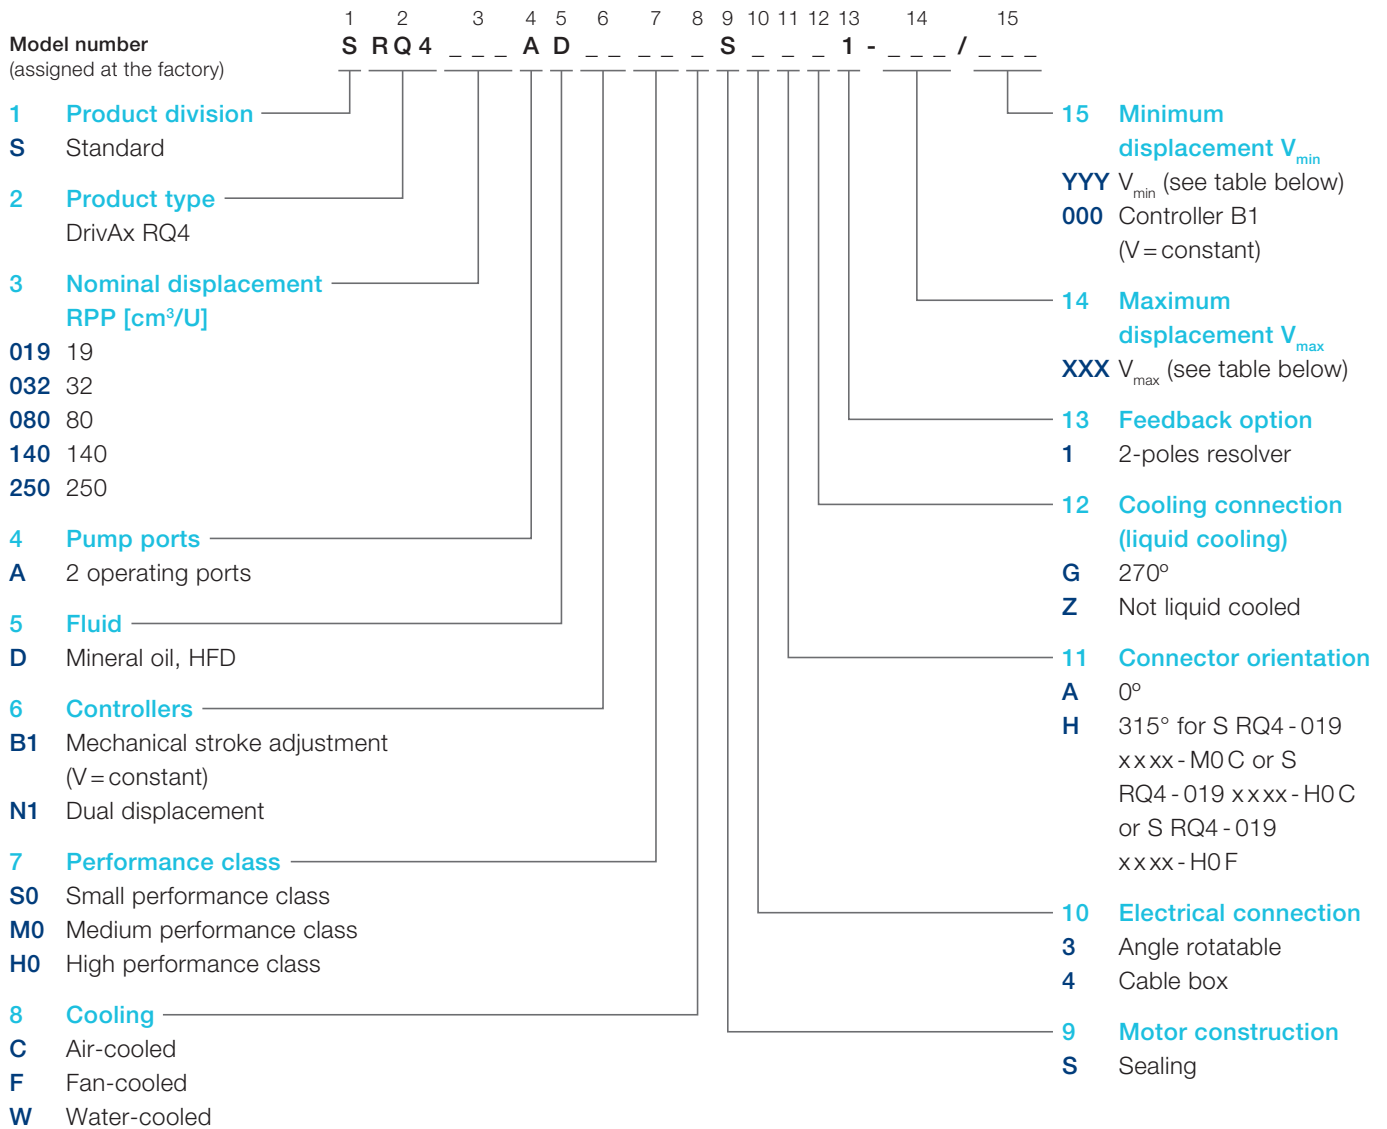 1 2 3 4 5 6 7 8 9 10 11 12 13 14 15
Model number S RQ4 _ _ _ A D _ _ _ _ _ S _ _ _ 1 - _ _ _ / _ _ _
(assigned at the factory)
1 Product division
S Standard
2 Product type
DrivAx RQ4
3 Nominal displacement
RPP [cm³/U]
019 19
032 32
080 80
140 140
250 250
4 Pump ports
A 2 operating ports
5 Fluid
D Mineral oil, HFD
6 Controllers
B1 Mechanical stroke adjustment
(V = constant)
N1 Dual displacement
7 Performance class
S0 Small performance class
M0 Medium performance class
H0 High performance class
8 Cooling
C Air-cooled
F Fan-cooled
W Water-cooled
15 Minimum
displacement Vmin
YYY Vmin (see table below)
000 Controller B1
(V = constant)
14 Maximum
displacement Vmax
XXX Vmax (see table below)
13 Feedback option
1 2-poles resolver
12 Cooling connection
(liquid cooling)
G 270º
Z Not liquid cooled
11 Connector orientation
A 0º
H 315° for S RQ4 - 019
xxxx - M0 C or S
RQ4 - 019 xxxx - H0 C
or S RQ4 - 019
xxxx - H0 F
10 Electrical connection
3 Angle rotatable
4 Cable box
9 Motor construction
S Sealing